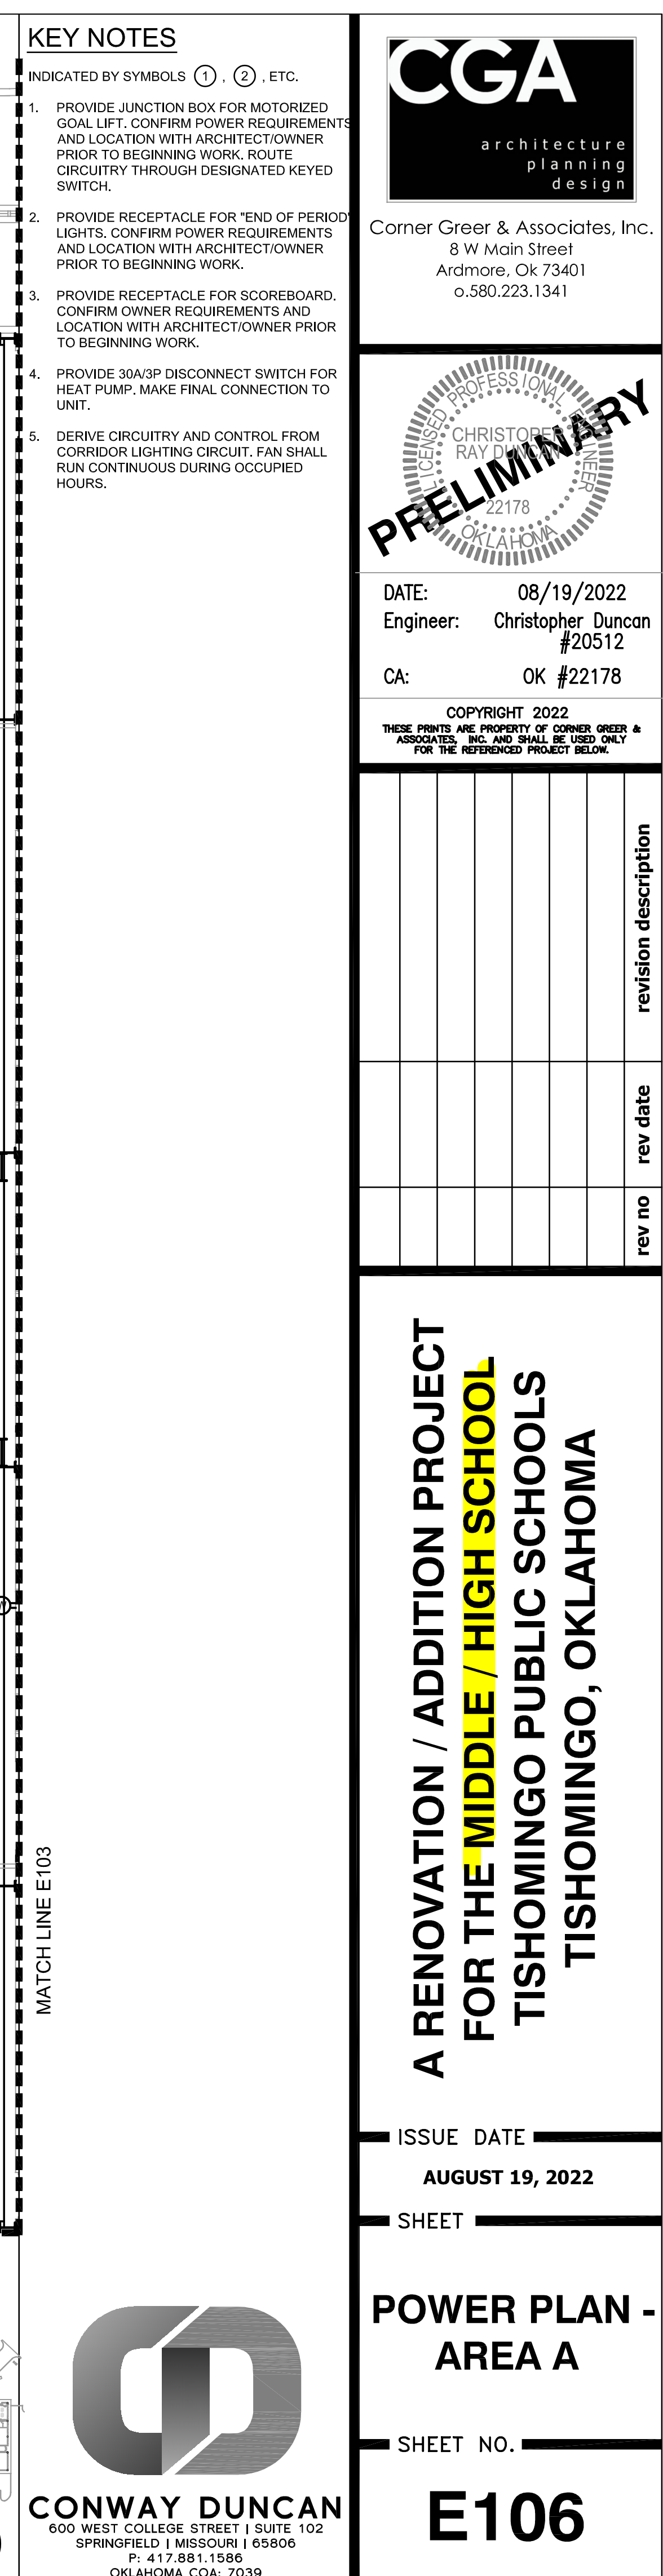 KEY NOTES
INDICATED BY SYMBOLS 1 , 2 , ETC.
1. PROVIDE JUNCTION BOX FOR MOTORIZED
GOAL LIFT. CONFIRM POWER REQUIREMENTS
AND LOCATION WITH ARCHITECT/OWNER
PRIOR TO BEGINNING WORK. ROUTE
CIRCUITRY THROUGH DESIGNATED KEYED
SWITCH.
2. PROVIDE RECEPTACLE FOR "END OF PERIOD"
LIGHTS. CONFIRM POWER REQUIREMENTS
AND LOCATION WITH ARCHITECT/OWNER
PRIOR TO BEGINNING WORK.
3. PROVIDE RECEPTACLE FOR SCOREBOARD.
CONFIRM OWNER REQUIREMENTS AND
LOCATION WITH ARCHITECT/OWNER PRIOR
TO BEGINNING WORK.
4. PROVIDE 30A/3P DISCONNECT SWITCH FOR
HEAT PUMP. MAKE FINAL CONNECTION TO
UNIT.
5. DERIVE CIRCUITRY AND CONTROL FROM
CORRIDOR LIGHTING CIRCUIT. FAN SHALL
RUN CONTINUOUS DURING OCCUPIED
HOURS.
MATCH LINE E103
CONWAY DUNCAN
600 WEST COLLEGE STREET | SUITE 102
SPRINGFIELD | MISSOURI | 65806
P: 417.881.1586
OKLAHOMA COA: 7039
CGA
architecture
planning
design
Corner Greer & Associates, Inc.
8 W Main Street
Ardmore, Ok 73401
o.580.223.1341
LICENSED PROFESSIONAL ENGINEER
CHRISTOPER
RAY DUNCAN
22178
OKLAHOMA
PRELIMINARY
DATE: 08/19/2022
Engineer: Christopher Duncan
#20512
CA: OK #22178
COPYRIGHT 2022
THESE PRINTS ARE PROPERTY OF CORNER GREER &
ASSOCIATES, INC. AND SHALL BE USED ONLY
FOR THE REFERENCED PROJECT BELOW.
revision description
rev date
rev no
A RENOVATION / ADDITION PROJECT
FOR THE MIDDLE / HIGH SCHOOL
TISHOMINGO PUBLIC SCHOOLS
TISHOMINGO, OKLAHOMA
ISSUE DATE
AUGUST 19, 2022
SHEET
POWER PLAN -
AREA A
SHEET NO.
E106